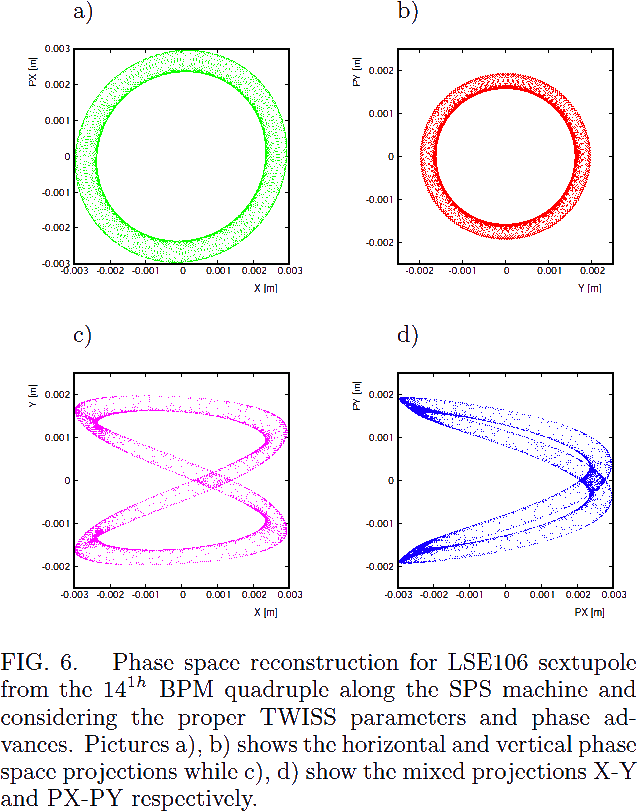 a)
b)
0.003
PX [m]
0.002
0.001
0
-0.001
-0.002
-0.003
-0.003 -0.002 -0.001 0 0.001 0.002 0.003
X [m]
PY [m]
0.002
0.001
0
-0.001
-0.002
-0.002 -0.001 0 0.001 0.002
Y [m]
c)
d)
Y [m]
0.002
0.001
0
-0.001
-0.002
-0.003 -0.002 -0.001 0 0.001 0.002 0.003
X [m]
PY [m]
0.002
0.001
0
-0.001
-0.002
-0.003 -0.002 -0.001 0 0.001 0.002 0.003
PX [m]
FIG. 6. Phase space reconstruction for LSE106 sextupole
from the 14^{1h} BPM quadruple along the SPS machine and
considering the proper TWISS parameters and phase ad-
vances. Pictures a), b) shows the horizontal and vertical phase
space projections while c), d) show the mixed projections X-Y
and PX-PY respectively.